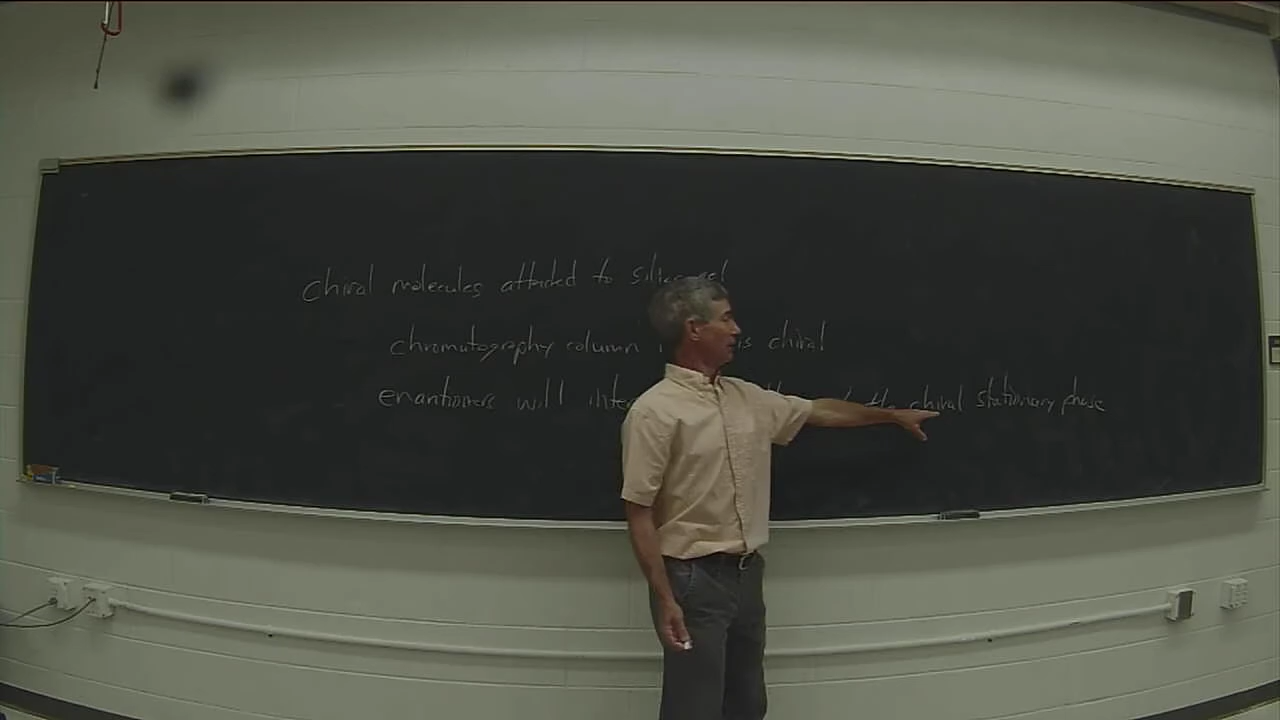 chiral molecules attached to silica gel
chromatography column is chiral
enantiomers will the chiral stationary phase